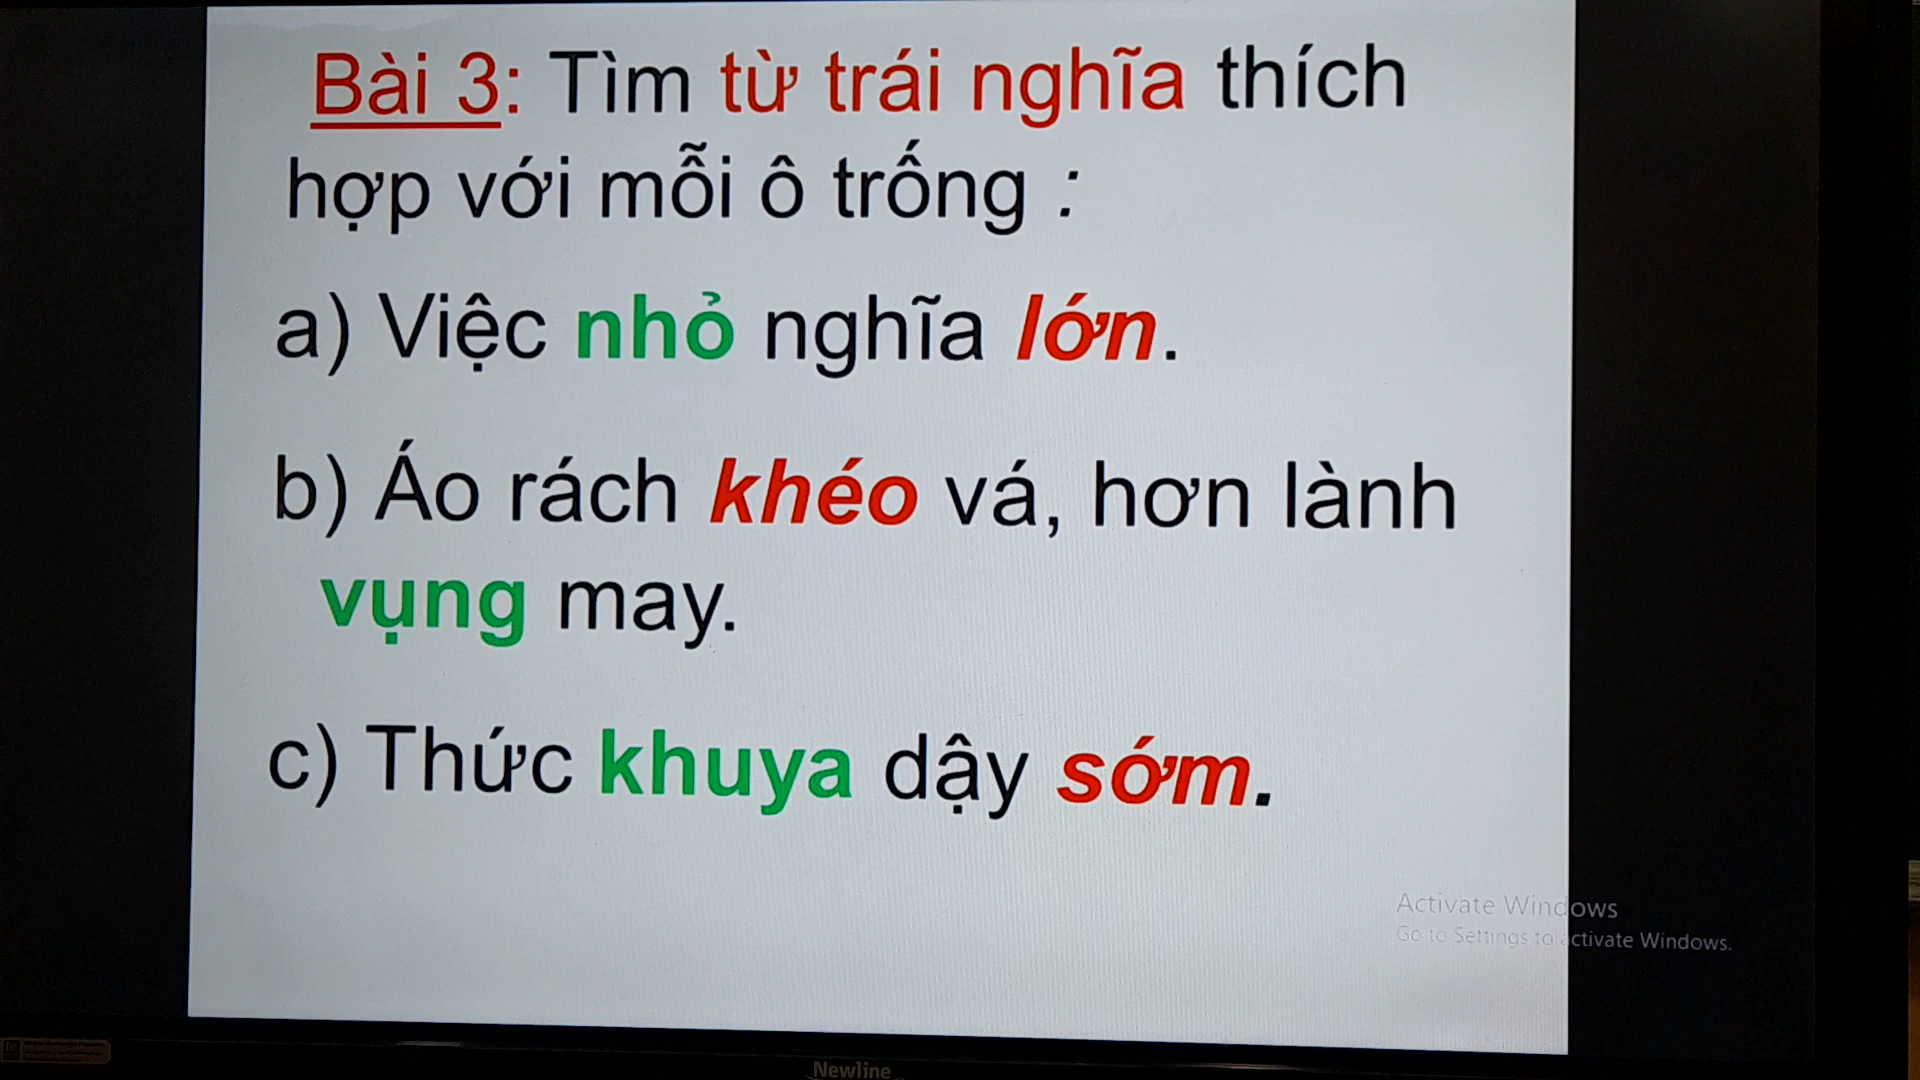 Bài 3: Tìm từ trái nghĩa thích
hợp với mỗi ô trống :
a) Việc nhỏ nghĩa lớn.
b) Áo rách khéo vá, hơn lành
vụng may.
c) Thức khuya dậy sớm.
Activate Windows
Go to Settings to activate Windows.
Newline